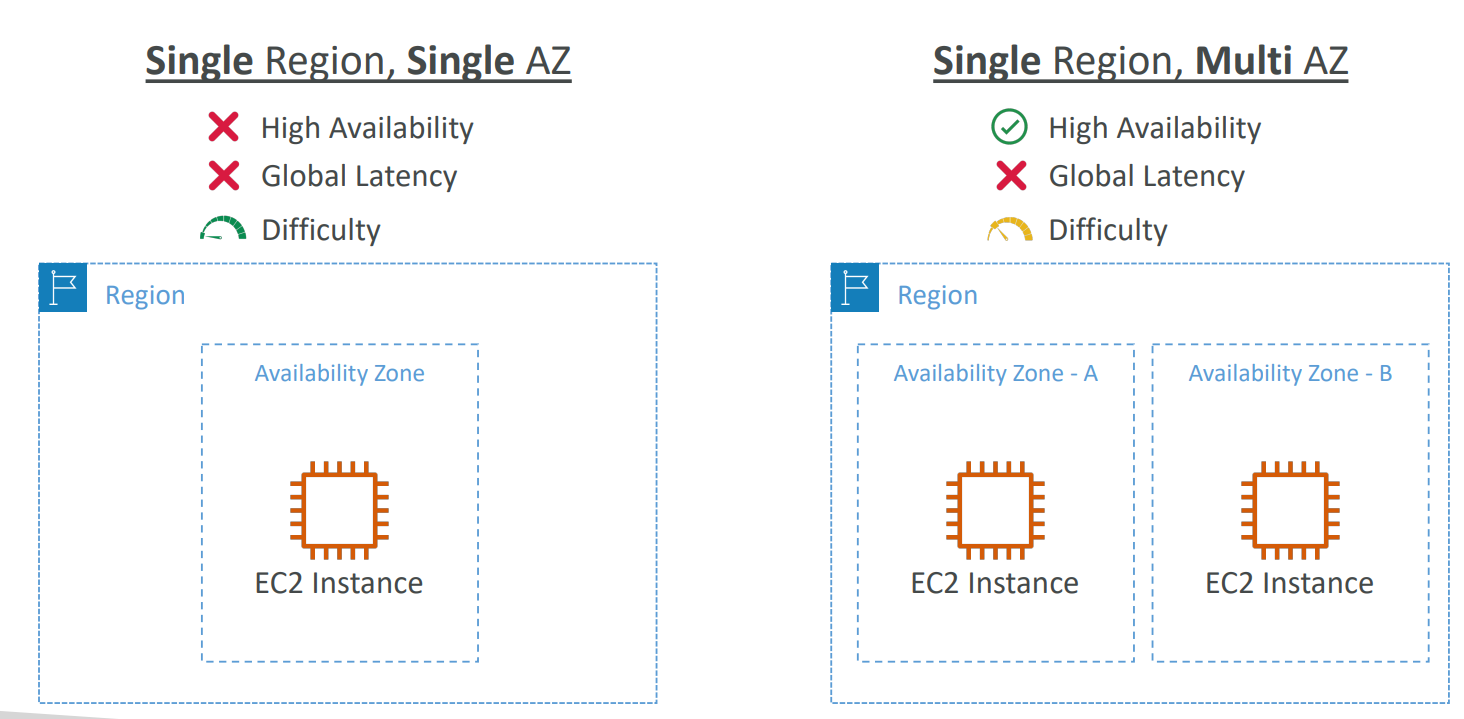 Single Region, Single AZ
High Availability
Global Latency
Difficulty
Region
Availability Zone
EC2 Instance
Single Region, Multi AZ
High Availability
Global Latency
Difficulty
Region
Availability Zone - A
EC2 Instance
Availability Zone - B
EC2 Instance